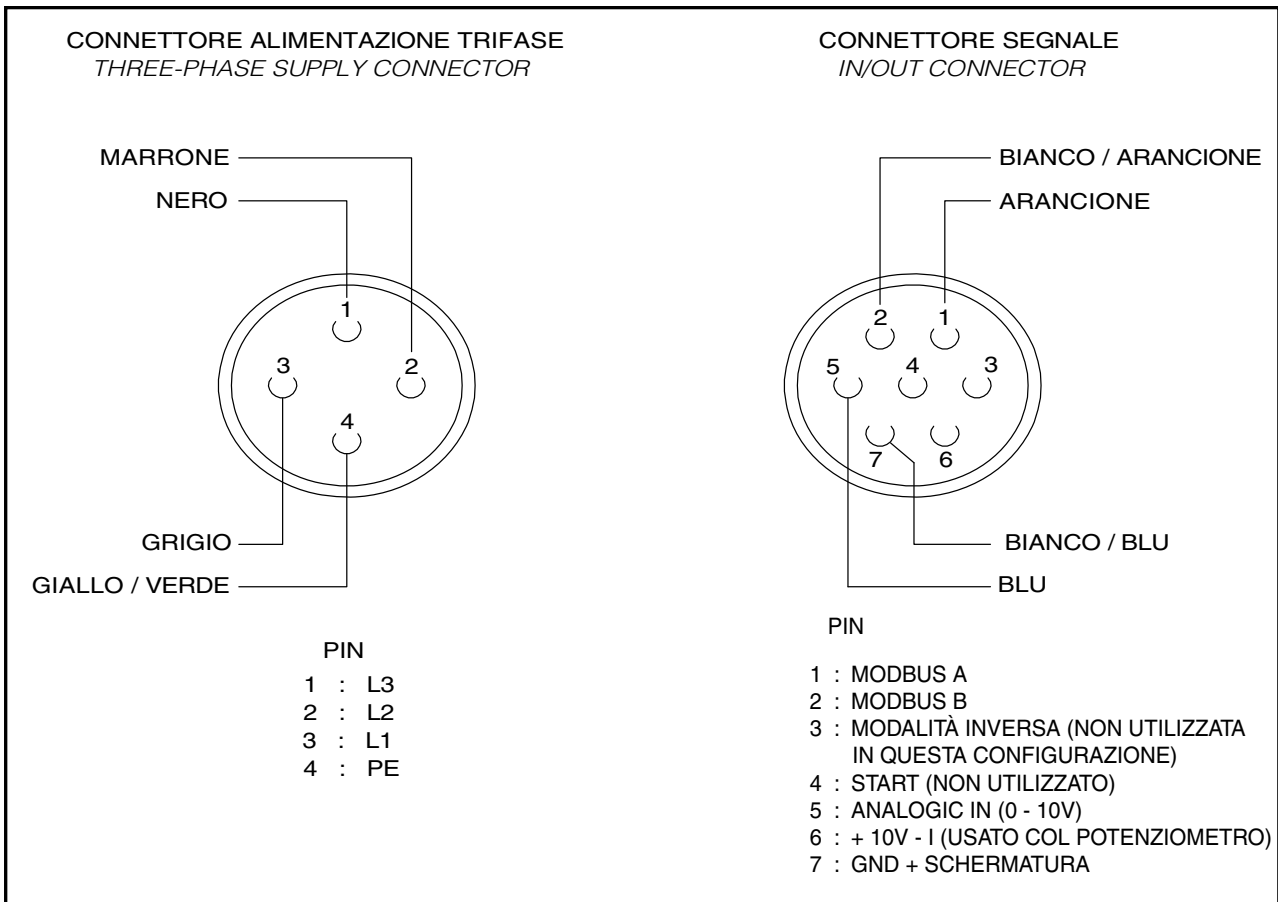 CONNETTORE ALIMENTAZIONE TRIFASE
THREE-PHASE SUPPLY CONNECTOR
MARRONE
NERO
1
3
2
4
GRIGIO
GIALLO / VERDE
PIN
1 : L3
2 : L2
3 : L1
4 : PE
CONNETTORE SEGNALE
IN/OUT CONNECTOR
BIANCO / ARANCIONE
ARANCIONE
2
1
5
4
3
7
6
BIANCO / BLU
BLU
PIN
1 : MODBUS A
2 : MODBUS B
3 : MODALITÀ INVERSA (NON UTILIZZATA
IN QUESTA CONFIGURAZIONE)
4 : START (NON UTILIZZATO)
5 : ANALOGIC IN (0 - 10V)
6 : + 10V - I (USATO COL POTENZIOMETRO)
7 : GND + SCHERMATURA